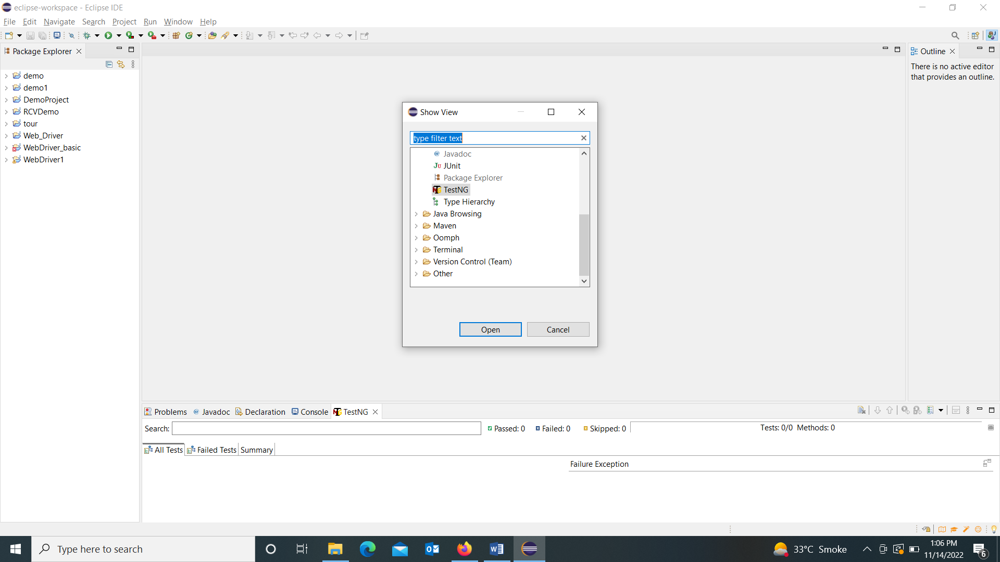 eclipse-workspace - Eclipse IDE
File Edit Navigate Search Project Run Window Help
Package Explorer
demo
demo1
DemoProject
RCVDemo
tour
Web_Driver
WebDriver_basic
WebDriver1
Outline
There is no active editor
that provides an outline.
Show View
type filter text
@ Javadoc
Ju JUnit
Package Explorer
TestNG
Type Hierarchy
Java Browsing
Maven
Oomph
Terminal
Version Control (Team)
Other
Open Cancel
Problems @ Javadoc Declaration Console TestNG
Search: Passed: 0 Failed: 0 Skipped: 0 Tests: 0/0 Methods: 0
All Tests Failed Tests Summary
Failure Exception
Type here to search
33°C Smoke
1:06 PM
11/14/2022
6